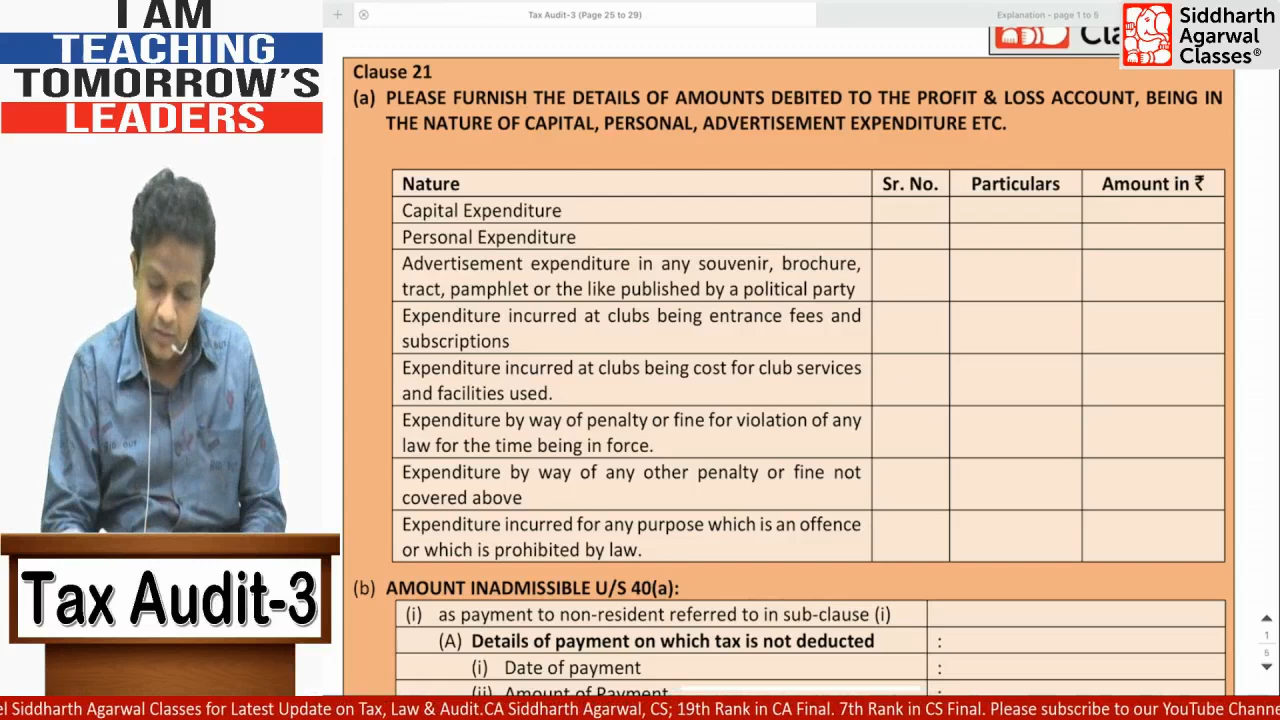 I AM
TEACHING
TOMORROW'S
LEADERS
Tax Audit-3 (Page 25 to 29)
Explanation - page 1 to 5
Siddharth
Agarwal
Classes®
Clause 21
(a) PLEASE FURNISH THE DETAILS OF AMOUNTS DEBITED TO THE PROFIT & LOSS ACCOUNT, BEING IN
THE NATURE OF CAPITAL, PERSONAL, ADVERTISEMENT EXPENDITURE ETC.
Nature Sr. No. Particulars Amount in ₹
Capital Expenditure
Personal Expenditure
Advertisement expenditure in any souvenir, brochure,
tract, pamphlet or the like published by a political party
Expenditure incurred at clubs being entrance fees and
subscriptions
Expenditure incurred at clubs being cost for club services
and facilities used.
Expenditure by way of penalty or fine for violation of any
law for the time being in force.
Expenditure by way of any other penalty or fine not
covered above
Expenditure incurred for any purpose which is an offence
or which is prohibited by law.
(b) AMOUNT INADMISSIBLE U/S 40(a):
(i) as payment to non-resident referred to in sub-clause (i)
(A) Details of payment on which tax is not deducted :
(i) Date of payment :
(ii) Amount of Payment :
1
5
Tax Audit-3
el Siddharth Agarwal Classes for Latest Update on Tax, Law & Audit.CA Siddharth Agarwal, CS; 19th Rank in CA Final. 7th Rank in CS Final. Please subscribe to our YouTube Channe